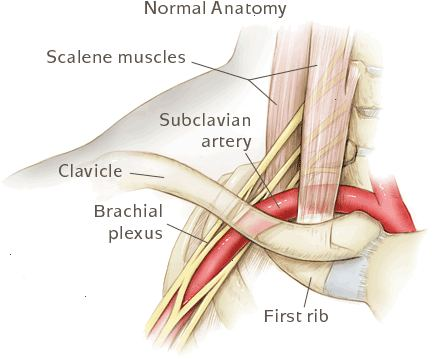 Normal Anatomy
Scalene muscles
Subclavian
artery
Clavicle
Brachial
plexus
First rib